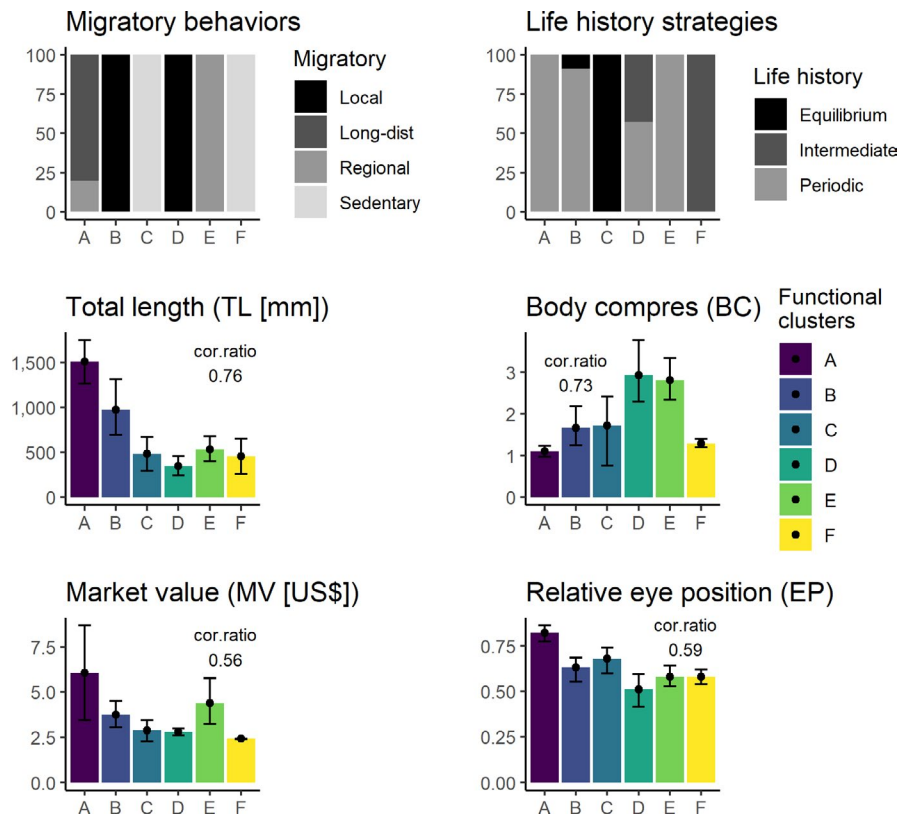 Migratory behaviors
100
75
50
25
0
A B C D E F
Migratory
Local
Long-dist
Regional
Sedentary
Life history strategies
100
75
50
25
0
A B C D E F
Life history
Equilibrium
Intermediate
Periodic
Total length (TL [mm])
1,500
1,000
500
0
cor.ratio
0.76
A B C D E F
Body compres (BC)
3
2
1
0
cor.ratio
0.73
A B C D E F
Functional
clusters
A
B
C
D
E
F
Market value (MV [US$])
7.5
5.0
2.5
0.0
cor.ratio
0.56
A B C D E F
Relative eye position (EP)
0.75
0.50
0.25
0.00
cor.ratio
0.59
A B C D E F